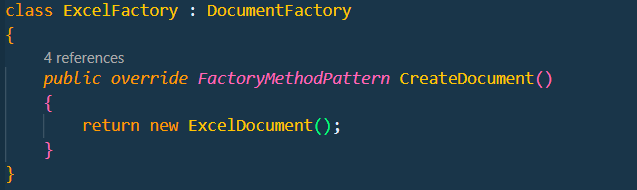 class ExcelFactory : DocumentFactory
{
    4 references
    public override FactoryMethodPattern CreateDocument()
    {
        return new ExcelDocument();
    }
}